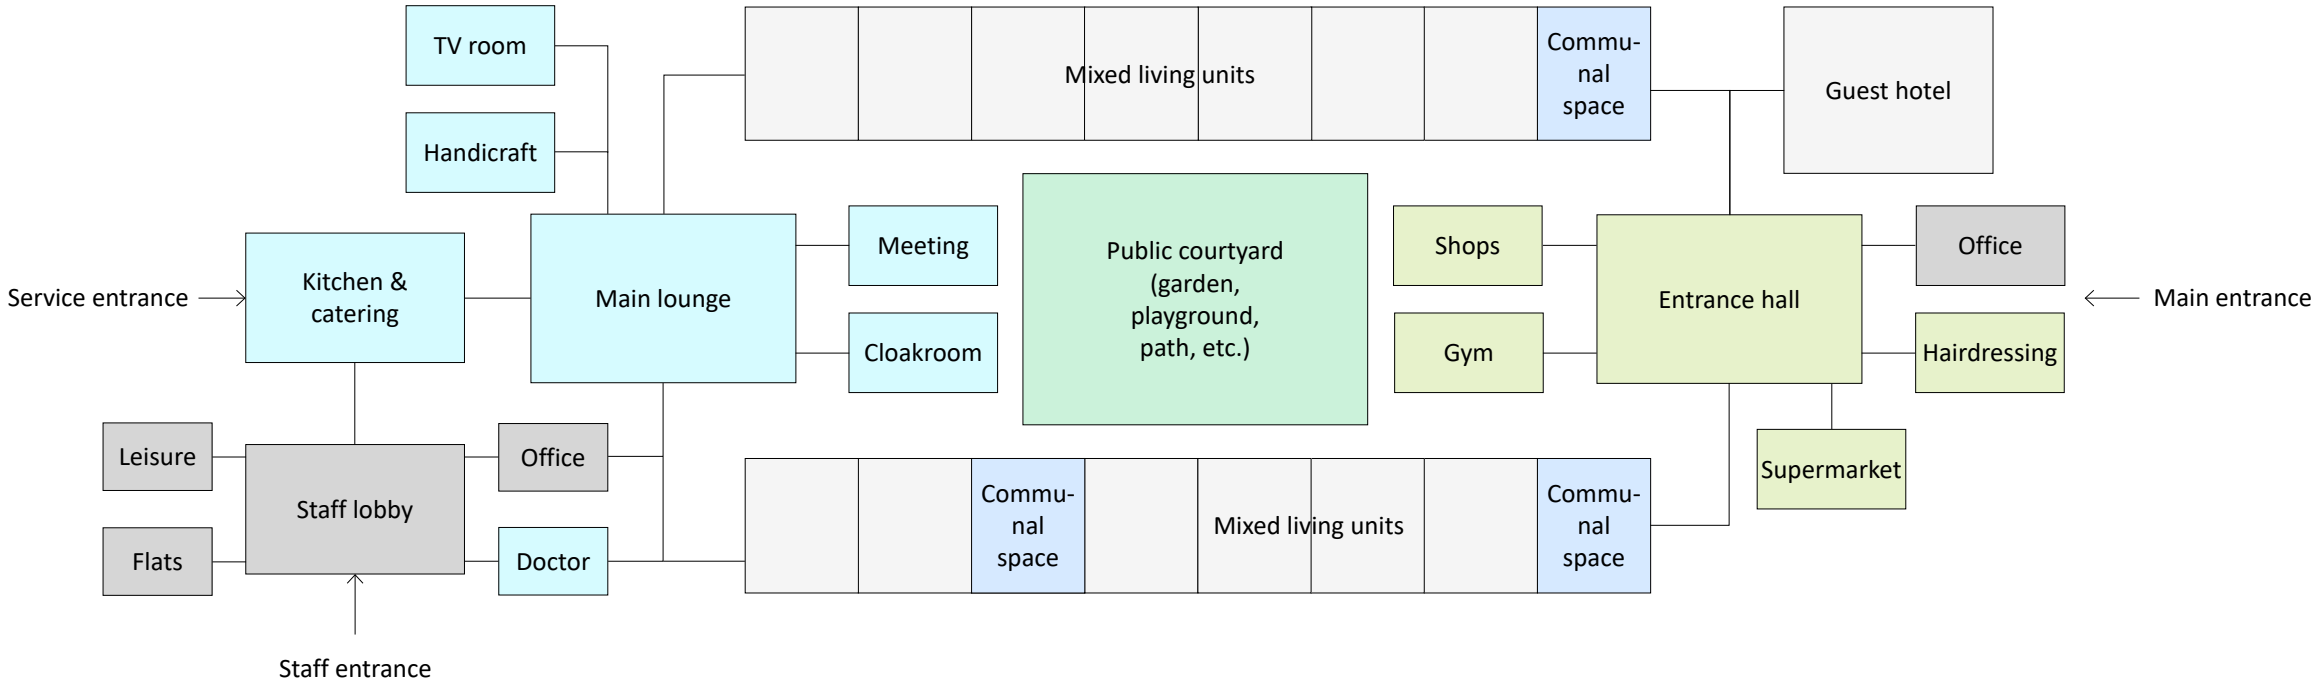 TV room
Commu-
nal
space
Mixed living units
Guest hotel
Handicraft
Meeting
Public courtyard
(garden,
playground,
path, etc.)
Shops
Office
Kitchen &
catering
Service entrance
Main lounge
Entrance hall
Main entrance
Cloakroom
Gym
Hairdressing
Leisure
Office
Supermarket
Staff lobby
Commu-
nal
space
Mixed living units
Commu-
nal
space
Flats
Doctor
Staff entrance